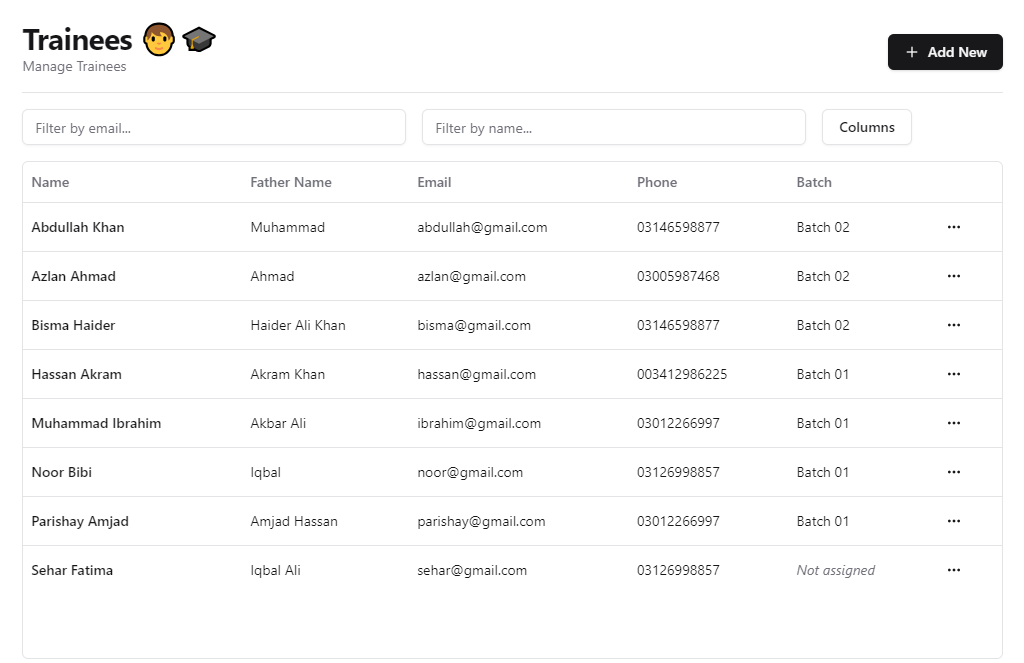 Trainees
Manage Trainees
+ Add New
Filter by email...
Filter by name...
Columns
Name Father Name Email Phone Batch
Abdullah Khan Muhammad abdullah@gmail.com 03146598877 Batch 02
Azlan Ahmad Ahmad azlan@gmail.com 03005987468 Batch 02
Bisma Haider Haider Ali Khan bisma@gmail.com 03146598877 Batch 02
Hassan Akram Akram Khan hassan@gmail.com 003412986225 Batch 01
Muhammad Ibrahim Akbar Ali ibrahim@gmail.com 03012266997 Batch 01
Noor Bibi Iqbal noor@gmail.com 03126998857 Batch 01
Parishay Amjad Amjad Hassan parishay@gmail.com 03012266997 Batch 01
Sehar Fatima Iqbal Ali sehar@gmail.com 03126998857 Not assigned